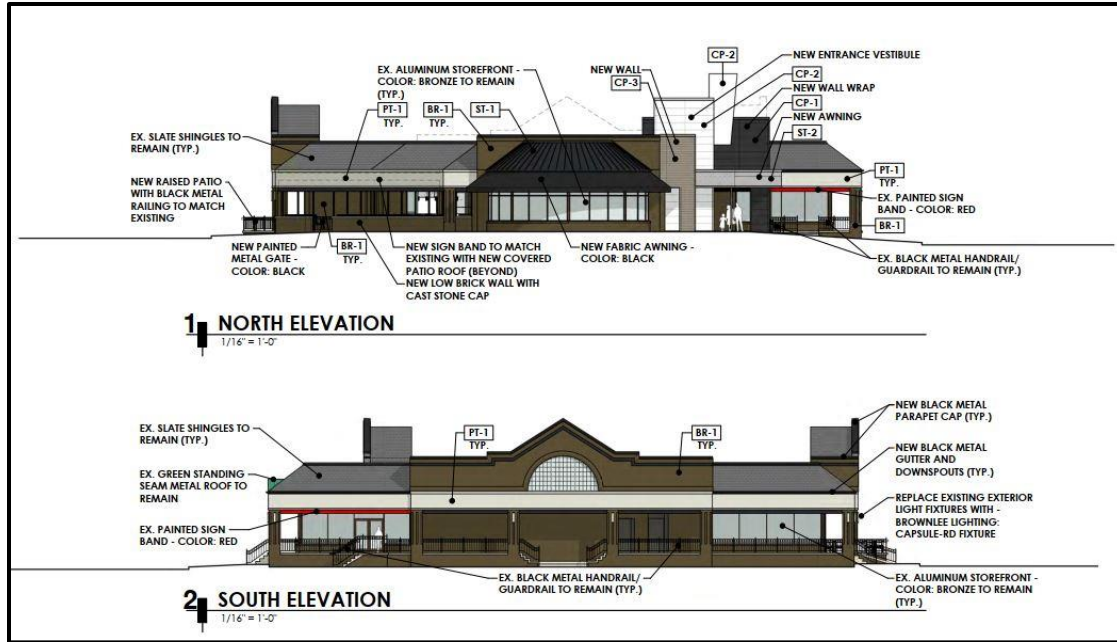 CP-2
NEW ENTRANCE VESTIBULE
EX. ALUMINUM STOREFRONT -
COLOR: BRONZE TO REMAIN
(TYP.)
NEW WALL
CP-3
CP-2
NEW WALL WRAP
CP-1
NEW AWNING
ST-2
PT-1
TYP.
BR-1
TYP.
ST-1
EX. SLATE SHINGLES TO
REMAIN (TYP.)
PT-1
TYP.
NEW RAISED PATIO
WITH BLACK METAL
RAILING TO MATCH
EXISTING
EX. PAINTED SIGN
BAND - COLOR: RED
BR-1
NEW PAINTED
METAL GATE -
COLOR: BLACK
BR-1
TYP.
NEW SIGN BAND TO MATCH
EXISTING WITH NEW COVERED
PATIO ROOF (BEYOND)
NEW LOW BRICK WALL WITH
CAST STONE CAP
NEW FABRIC AWNING -
COLOR: BLACK
EX. BLACK METAL HANDRAIL/
GUARDRAIL TO REMAIN (TYP.)
1 NORTH ELEVATION
1/16" = 1'-0"
EX. SLATE SHINGLES TO
REMAIN (TYP.)
PT-1
TYP.
BR-1
TYP.
NEW BLACK METAL
PARAPET CAP (TYP.)
EX. GREEN STANDING
SEAM METAL ROOF TO
REMAIN
NEW BLACK METAL
GUTTER AND
DOWNSPOUTS (TYP.)
EX. PAINTED SIGN
BAND - COLOR: RED
REPLACE EXISTING EXTERIOR
LIGHT FIXTURES WITH -
BROWNLEE LIGHTING:
CAPSULE-RD FIXTURE
EX. BLACK METAL HANDRAIL/
GUARDRAIL TO REMAIN (TYP.)
EX. ALUMINUM STOREFRONT -
COLOR: BRONZE TO REMAIN
(TYP.)
2 SOUTH ELEVATION
1/16" = 1'-0"